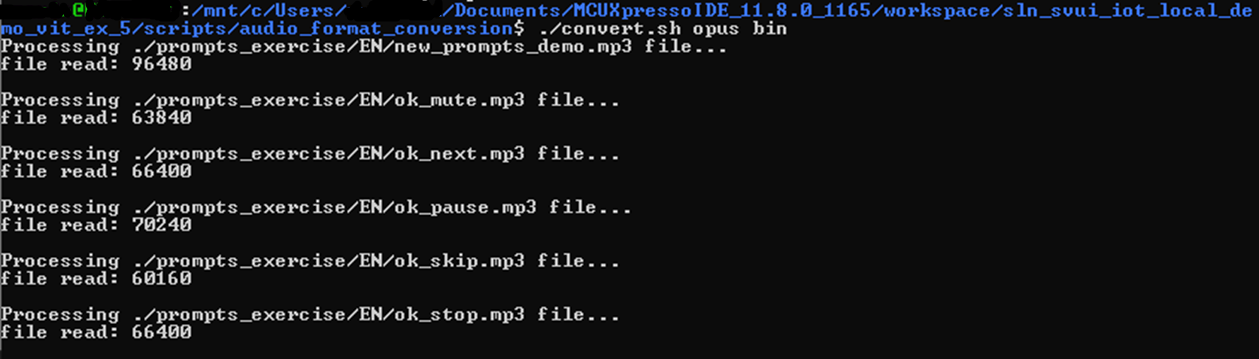 @ :/mnt/c/Users/ /Documents/MCUXpressoIDE_11.8.0_1165/workspace/sln_svui_iot_local_de
mo_vit_ex_5/scripts/audio_format_conversion$ ./convert.sh opus bin
Processing ./prompts_exercise/EN/new_prompts_demo.mp3 file...
file read: 96480
Processing ./prompts_exercise/EN/ok_mute.mp3 file...
file read: 63840
Processing ./prompts_exercise/EN/ok_next.mp3 file...
file read: 66400
Processing ./prompts_exercise/EN/ok_pause.mp3 file...
file read: 70240
Processing ./prompts_exercise/EN/ok_skip.mp3 file...
file read: 60160
Processing ./prompts_exercise/EN/ok_stop.mp3 file...
file read: 66400